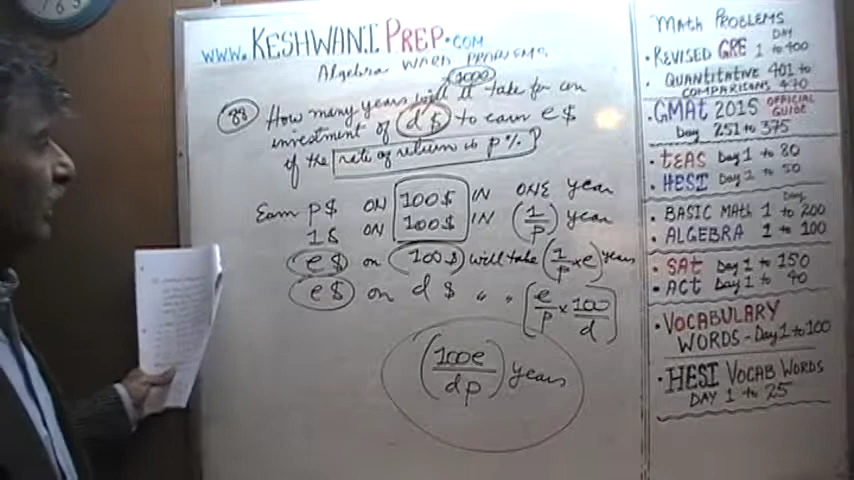 WWW.KESHWANI PREP.COM
Algebra WORD PROBLEMS
1000
88 How many years will it take for an
investment of d$ to earn e$
if the rate of return is p% ?
Earn P$ ON 100$ IN ONE year
1$ ON 100$ IN (1/P) year
e$ on (100$) will take (1/P × e) years
e$ on d$ " " [e/P × 100/d]
(100e/dp) years
MATH PROBLEMS
• REVISED GRE DAY 1 to 400
• QUANTITATIVE 401 to
COMPARISONS 470
• GMAt 2015 OFFICIAL GUIDE
Day 251 to 375
• tEAS Day 1 to 80
• HESI Day 1 to 50
• BASIC MAth Day 1 to 200
• ALGEBRA 1 to 100
• SAt Day 1 to 150
• ACt Day 1 to 40
• VOCABULARY
WORDS - Day 1 to 100
• HESI VOCAB WORDS
DAY 1 to 25